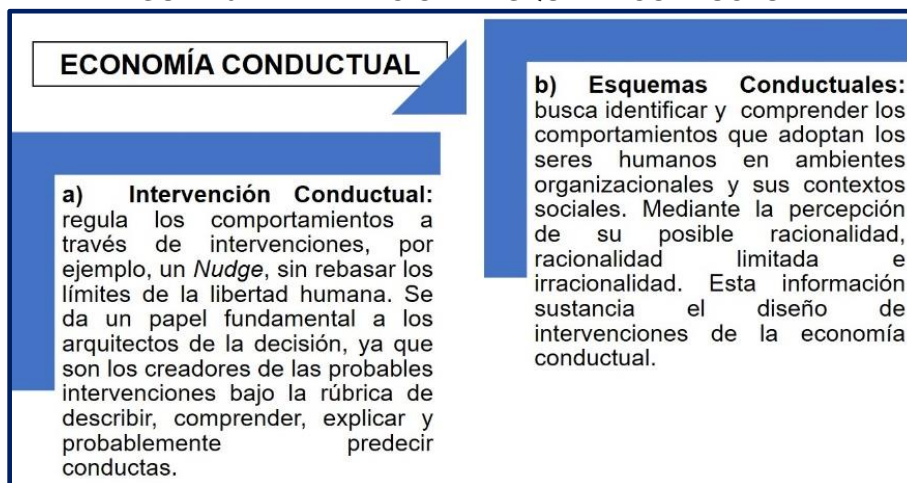 ECONOMÍA CONDUCTUAL
a) Intervención Conductual:
regula los comportamientos a
través de intervenciones, por
ejemplo, un Nudge, sin rebasar los
límites de la libertad humana. Se
da un papel fundamental a los
arquitectos de la decisión, ya que
son los creadores de las probables
intervenciones bajo la rúbrica de
describir, comprender, explicar y
probablemente predecir
conductas.
b) Esquemas Conductuales:
busca identificar y comprender los
comportamientos que adoptan los
seres humanos en ambientes
organizacionales y sus contextos
sociales. Mediante la percepción
de su posible racionalidad,
racionalidad limitada e
irracionalidad. Esta información
sustancia el diseño de
intervenciones de la economía
conductual.